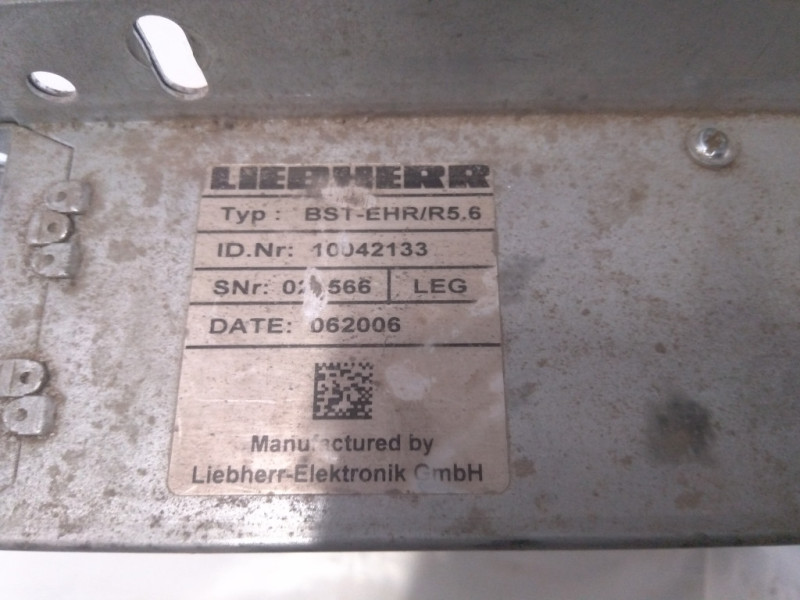 LIEBHERR
Typ : BST-EHR/R5.6
ID.Nr: 10042133
SNr: LEG
DATE: 062006
Manufactured by
Liebherr-Elektronik GmbH